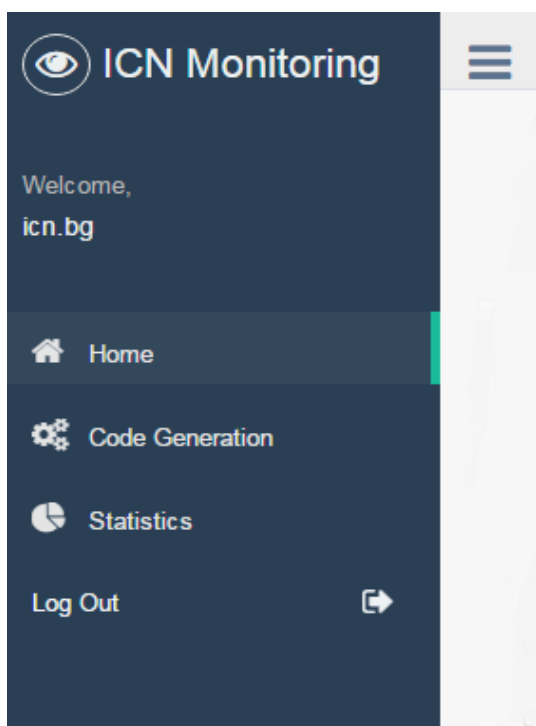 ICN Monitoring
Welcome,
icn.bg
Home
Code Generation
Statistics
Log Out